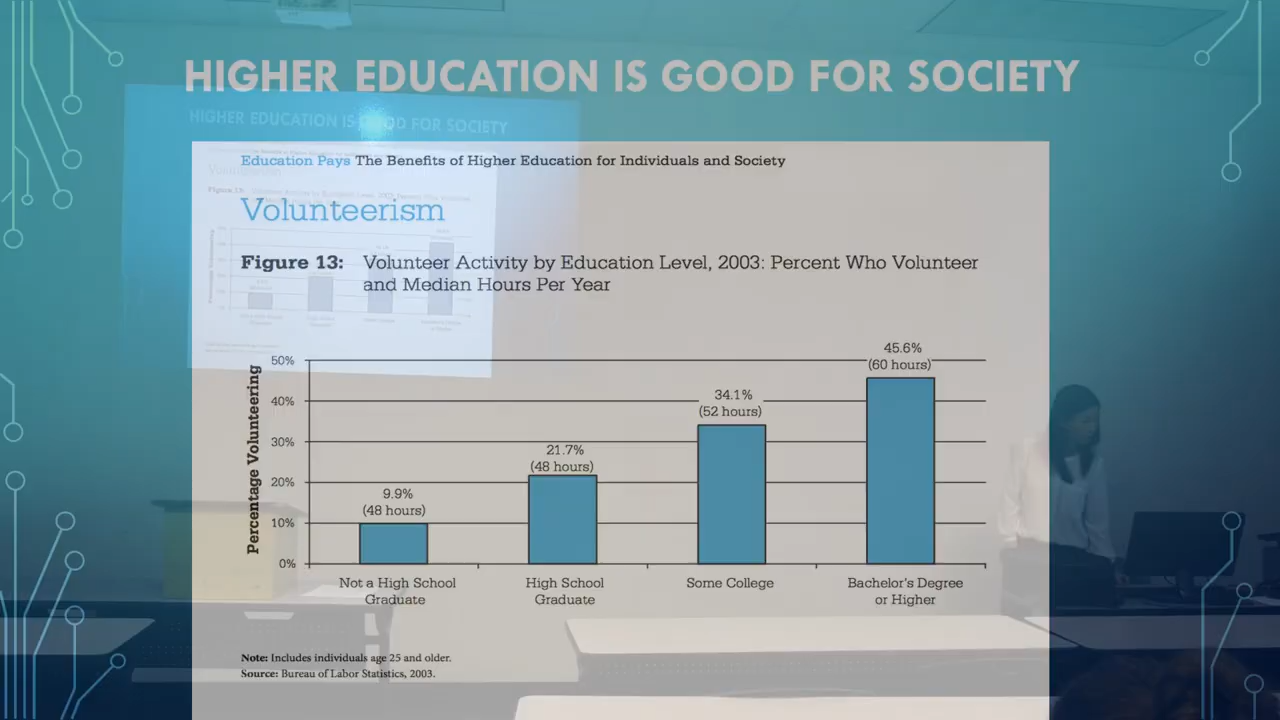 HIGHER EDUCATION IS GOOD FOR SOCIETY
HIGHER EDUCATION IS GOOD FOR SOCIETY
Education Pays The Benefits of Higher Education for Individuals and Society
Volunteerism
Figure 13: Volunteer Activity by Education Level, 2003: Percent Who Volunteer
and Median Hours Per Year
Percentage Volunteering
50%
40%
30%
20%
10%
0%
9.9%
(48 hours)
21.7%
(48 hours)
34.1%
(52 hours)
45.6%
(60 hours)
Not a High School
Graduate
High School
Graduate
Some College
Bachelor's Degree
or Higher
Note: Includes individuals age 25 and older.
Source: Bureau of Labor Statistics, 2003.